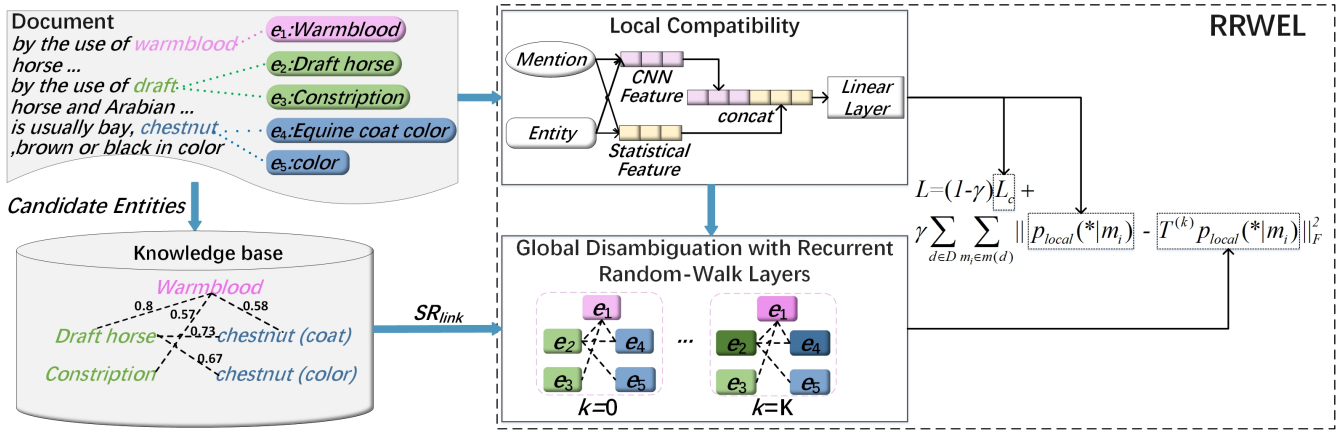 Document
by the use of warmblood
horse ...
by the use of draft
horse and Arabian ...
is usually bay, chestnut
,brown or black in color
e1:Warmblood
e2:Draft horse
e3:Constription
e4:Equine coat color
e5:color
Candidate Entities
Knowledge base
Warmblood
0.8
0.57
0.58
Draft horse
0.73
chestnut (coat)
0.67
Constription
chestnut (color)
SRlink
RRWEL
Local Compatibility
Mention
Entity
CNN
Feature
Statistical
Feature
concat
Linear
Layer
Global Disambiguation with Recurrent
Random-Walk Layers
e1
e2
e4
e3
e5
k=0
...
e1
e2
e4
e3
e5
k=K
L=(1-γ)Lc +
γ∑d∈D ∑mi∈m(d) || plocal(*|mi) - T(k) plocal(*|mi)||²F